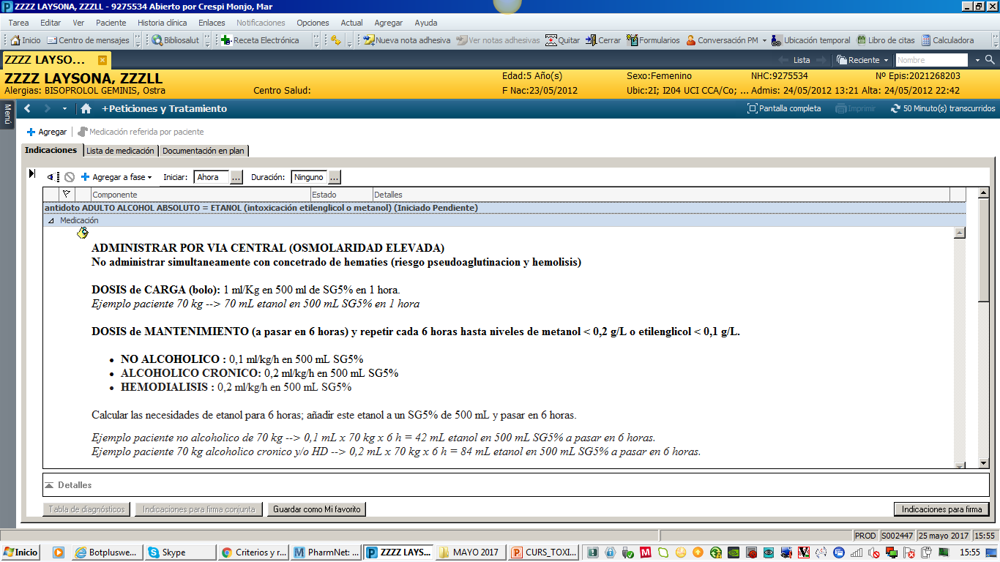 ZZZZ LAYSONA, ZZZLL - 9275534 Abierto por Crespi Monjo, Mar
Tarea Editar Ver Paciente Historia clínica Enlaces Notificaciones Opciones Actual Agregar Ayuda
Inicio Centro de mensajes Bibliosalut Receta Electrónica Nueva nota adhesiva Ver notas adhesivas Quitar Cerrar Formularios Conversación PM Ubicación temporal Libro de citas Calculadora
ZZZZ LAYSO... Lista Reciente Nombre
ZZZZ LAYSONA, ZZZLL Edad:5 Año(s) Sexo:Femenino NHC:9275534 Nº Epis:2021268203
Alergias: BISOPROLOL GEMINIS, Ostra Centro Salud: F Nac:23/05/2012 Ubic:2I; I204 UCI CCA/Co; ... Admis: 24/05/2012 13:21 Alta: 24/05/2012 22:42
Menú +Peticiones y Tratamiento Pantalla completa Imprimir 50 Minuto(s) transcurridos
+ Agregar Medicación referida por paciente
Indicaciones Lista de medicación Documentación en plan
+ Agregar a fase Iniciar: Ahora ... Duración: Ninguno ...
Componente Estado Detalles
antidoto ADULTO ALCOHOL ABSOLUTO = ETANOL (intoxicación etilenglicol o metanol) (Iniciado Pendiente)
Medicación
ADMINISTRAR POR VIA CENTRAL (OSMOLARIDAD ELEVADA)
No administrar simultaneamente con concetrado de hematies (riesgo pseudoaglutinacion y hemolisis)
DOSIS de CARGA (bolo): 1 ml/Kg en 500 ml de SG5% en 1 hora.
Ejemplo paciente 70 kg --> 70 mL etanol en 500 mL SG5% en 1 hora
DOSIS de MANTENIMIENTO (a pasar en 6 horas) y repetir cada 6 horas hasta niveles de metanol < 0,2 g/L o etilenglicol < 0,1 g/L.
• NO ALCOHOLICO : 0,1 ml/kg/h en 500 mL SG5%
• ALCOHOLICO CRONICO: 0,2 ml/kg/h en 500 mL SG5%
• HEMODIALISIS : 0,2 ml/kg/h en 500 mL SG5%
Calcular las necesidades de etanol para 6 horas; añadir este etanol a un SG5% de 500 mL y pasar en 6 horas.
Ejemplo paciente no alcoholico de 70 kg --> 0,1 mL x 70 kg x 6 h = 42 mL etanol en 500 mL SG5% a pasar en 6 horas.
Ejemplo paciente 70 kg alcoholico cronico y/o HD --> 0,2 mL x 70 kg x 6 h = 84 mL etanol en 500 mL SG5% a pasar en 6 horas.
Detalles
Tabla de diagnósticos Indicaciones para firma conjunta Guardar como Mi favorito Indicaciones para firma
PROD S002447 25 mayo 2017 15:55
Inicio Botpluswe... Skype Criterios y r... PharmNet: ... ZZZZ LAYS... MAYO 2017 CURS_TOXI... 15:55